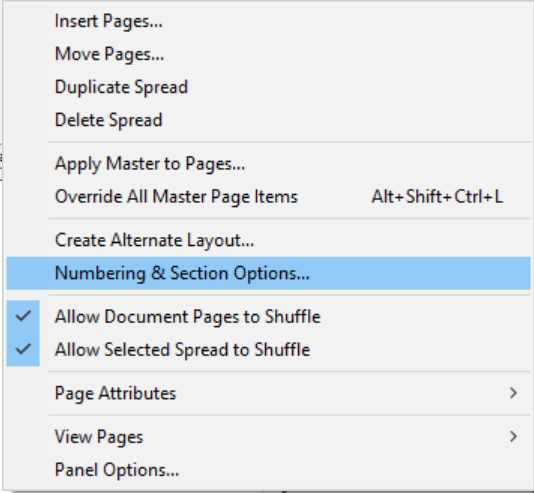 Insert Pages...
Move Pages...
Duplicate Spread
Delete Spread
Apply Master to Pages...
Override All Master Page Items Alt+Shift+Ctrl+L
Create Alternate Layout...
Numbering & Section Options...
Allow Document Pages to Shuffle
Allow Selected Spread to Shuffle
Page Attributes
View Pages
Panel Options...